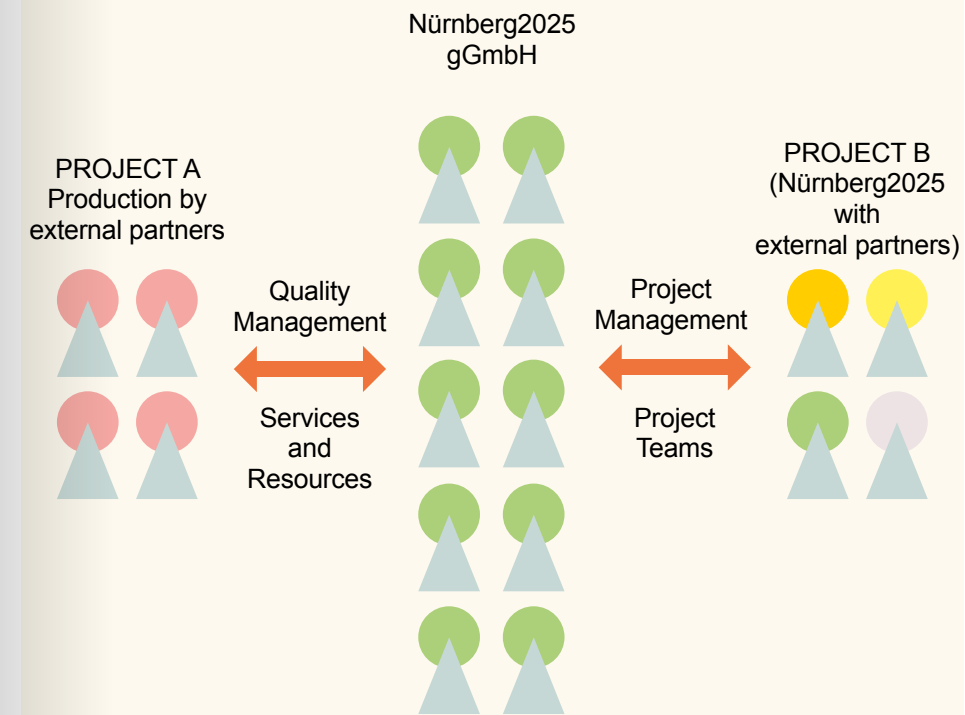 Nürnberg2025
gGmbH
PROJECT A
Production by
external partners
Quality
Management
Services
and
Resources
Project
Management
Project
Teams
PROJECT B
(Nürnberg2025
with
external partners)